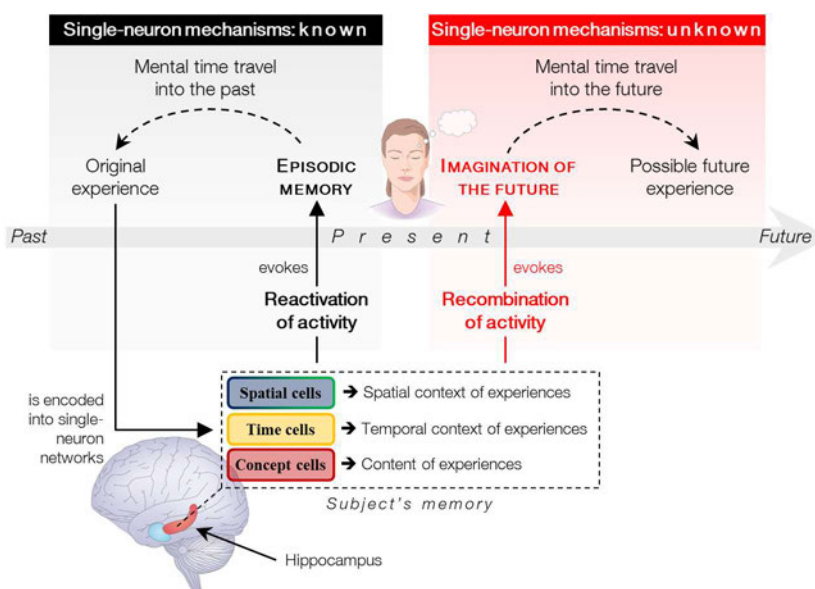 Single-neuron mechanisms: known
Single-neuron mechanisms: unknown
Mental time travel
into the past
Mental time travel
into the future
Original
experience
EPISODIC
MEMORY
IMAGINATION OF
THE FUTURE
Possible future
experience
Past
Present
Future
evokes
evokes
Reactivation
of activity
Recombination
of activity
is encoded
into single-
neuron
networks
Spatial cells ➔ Spatial context of experiences
Time cells ➔ Temporal context of experiences
Concept cells ➔ Content of experiences
Subject's memory
Hippocampus